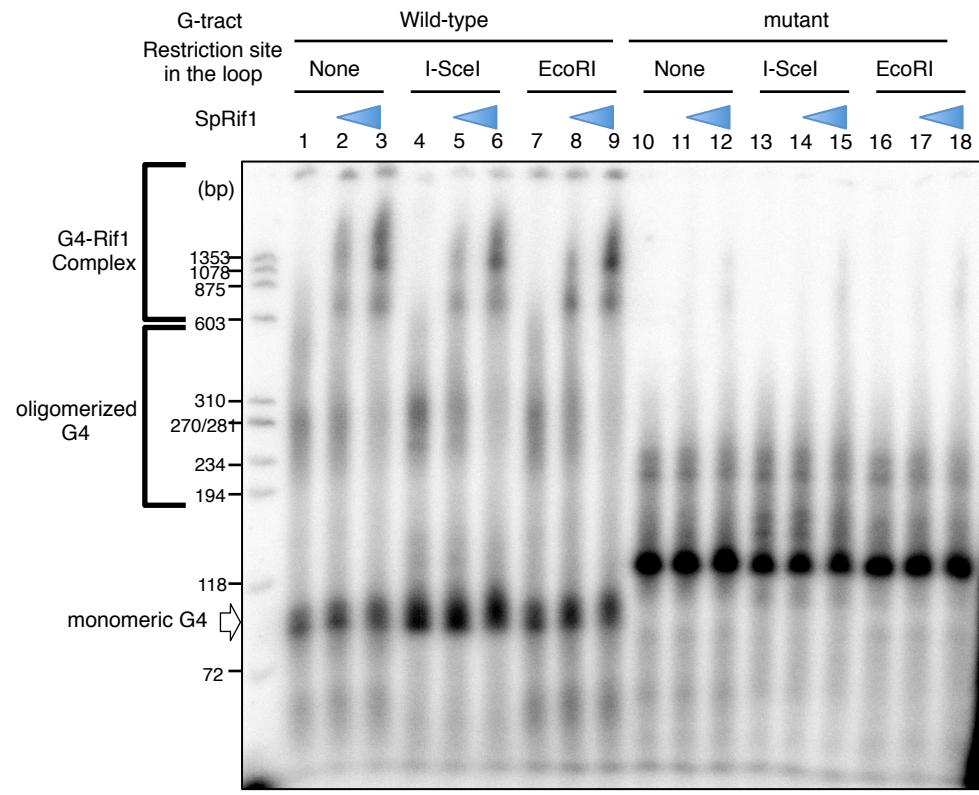 G-tract Wild-type mutant
Restriction site
in the loop None I-SceI EcoRI None I-SceI EcoRI
SpRif1
1 2 3 4 5 6 7 8 9 10 11 12 13 14 15 16 17 18
(bp)
G4-Rif1
Complex
1353
1078
875
603
oligomerized
G4
310
270/281
234
194
118
monomeric G4
72